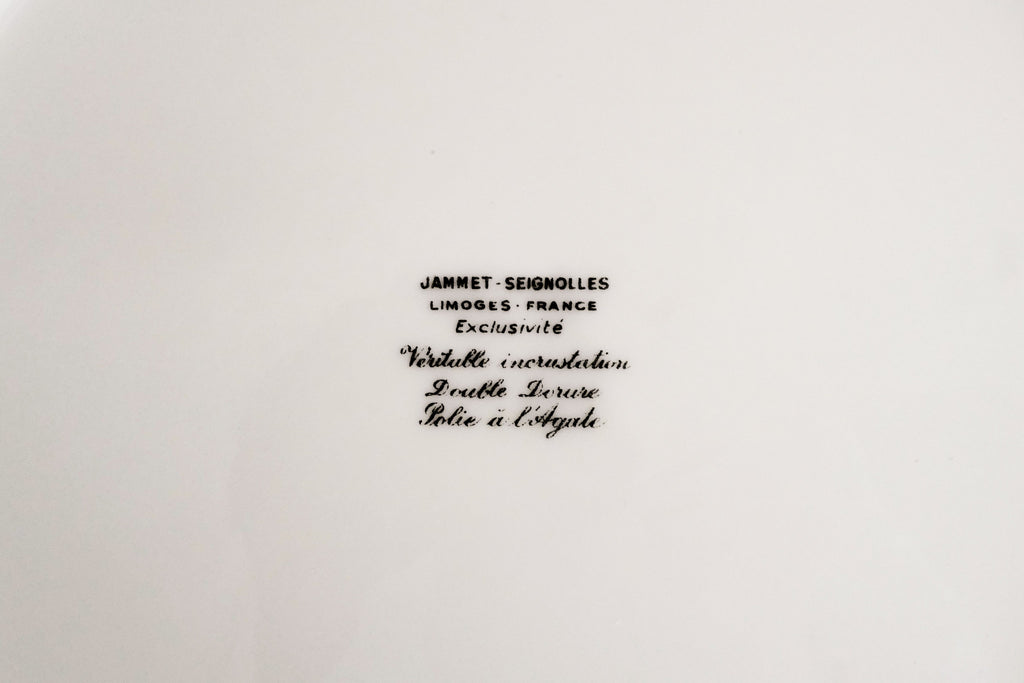 JAMMET-SEIGNOLLES
LIMOGES · FRANCE
Exclusivité
Véritable incrustation
Double Dorure
Polie à l'Agate